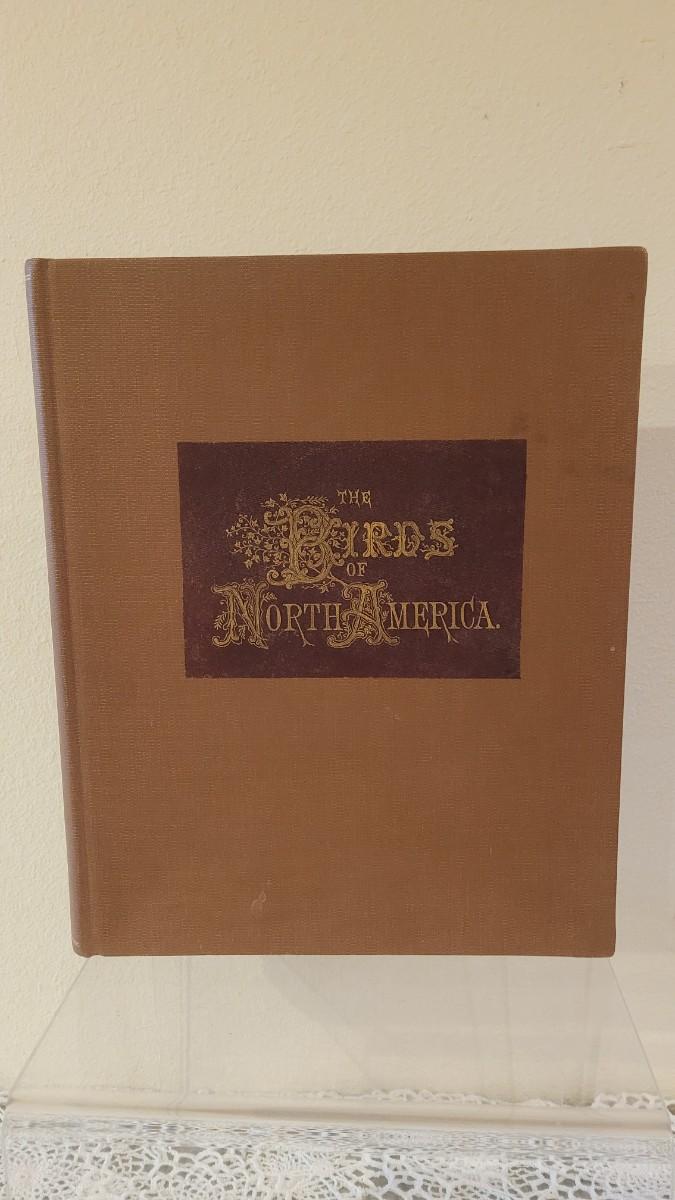 THE
BIRDS
OF
NORTH AMERICA.